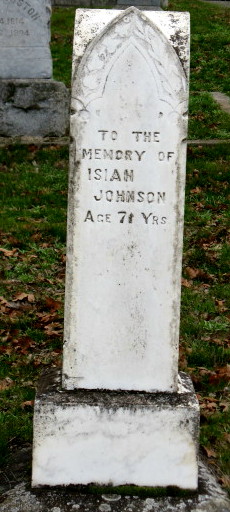 TO THE
MEMORY OF
ISIAH
JOHNSON
AGE 71 YRS